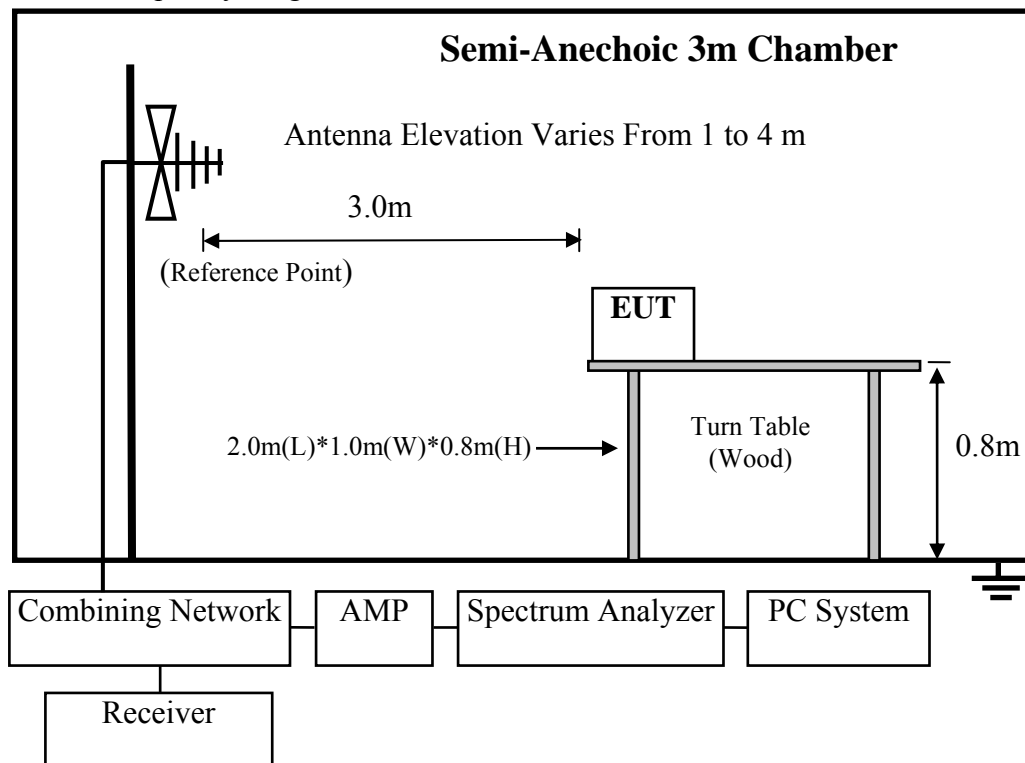 Semi-Anechoic 3m Chamber
Antenna Elevation Varies From 1 to 4 m
3.0m
(Reference Point)
EUT
2.0m(L)*1.0m(W)*0.8m(H)
Turn Table
(Wood)
0.8m
Combining Network
AMP
Spectrum Analyzer
PC System
Receiver